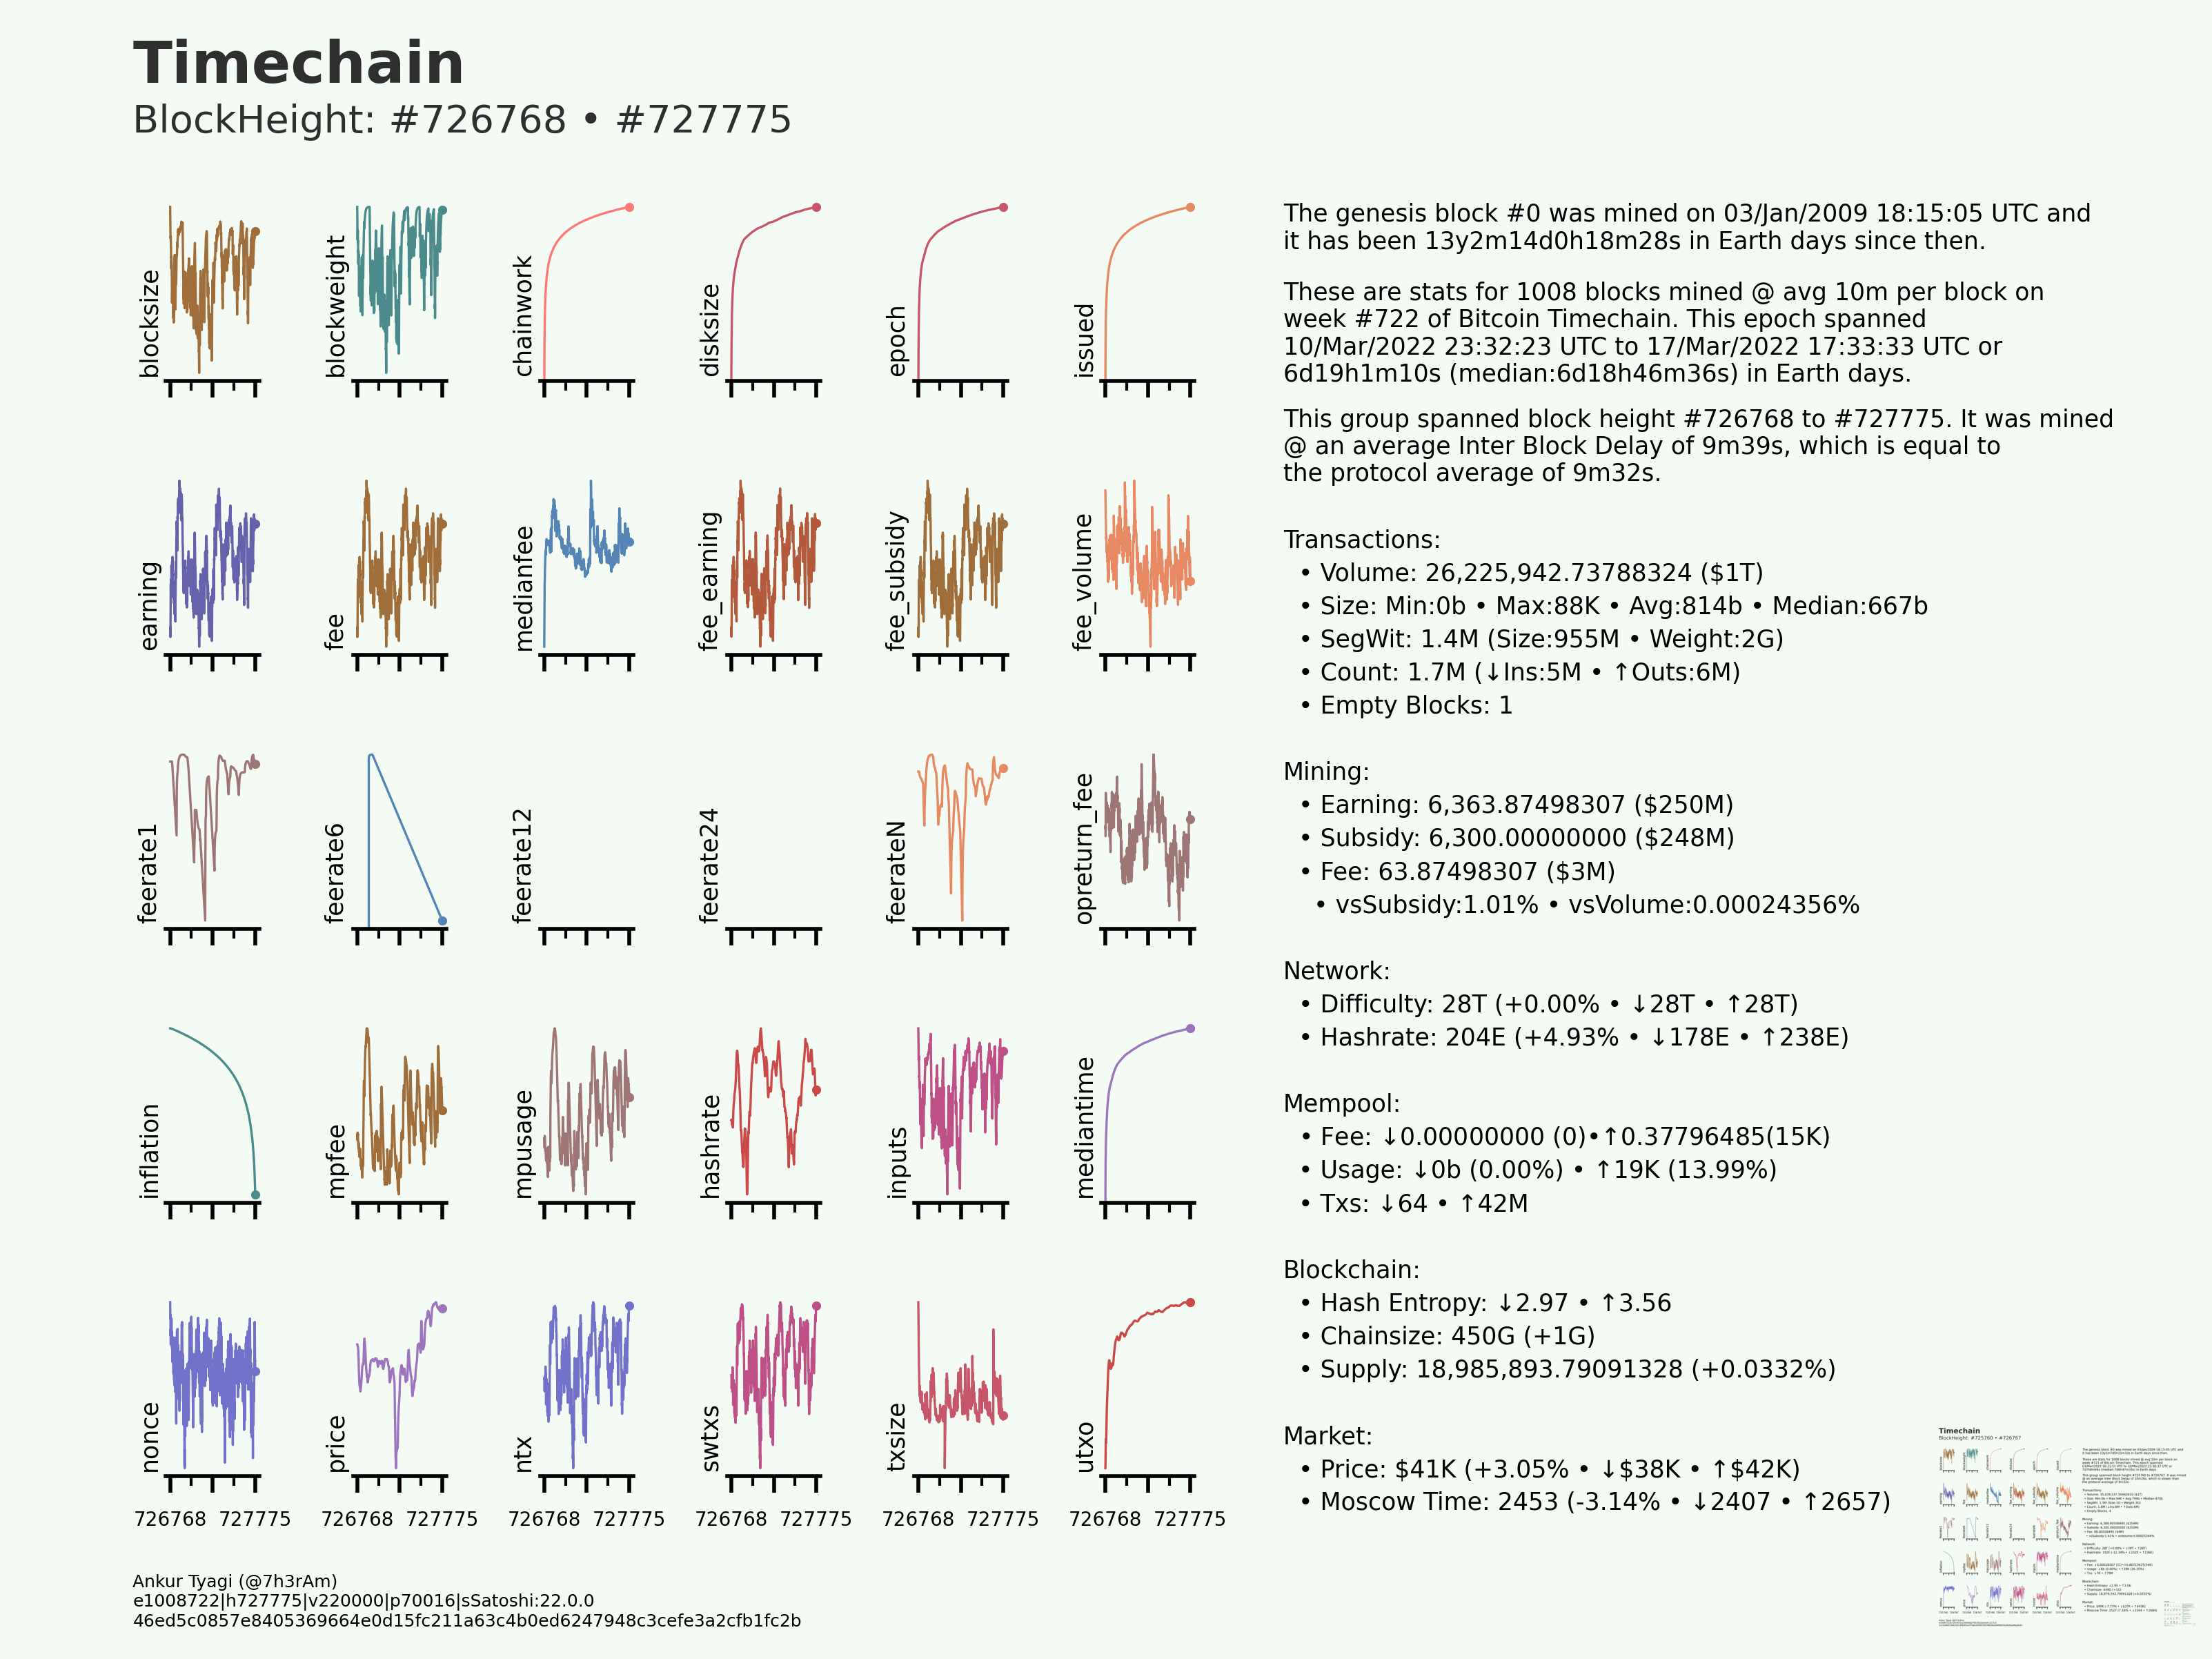 Timechain
BlockHeight: #726768 • #727775
blocksize
blockweight
chainwork
disksize
epoch
issued
earning
fee
medianfee
fee_earning
fee_subsidy
fee_volume
feerate1
feerate6
feerate12
feerate24
feerateN
opreturn_fee
inflation
mpfee
mpusage
hashrate
inputs
mediantime
nonce
price
ntx
swtxs
txsize
utxo
726768 727775 726768 727775 726768 727775 726768 727775 726768 727775 726768 727775
The genesis block #0 was mined on 03/Jan/2009 18:15:05 UTC and
it has been 13y2m14d0h18m28s in Earth days since then.
These are stats for 1008 blocks mined @ avg 10m per block on
week #722 of Bitcoin Timechain. This epoch spanned
10/Mar/2022 23:32:23 UTC to 17/Mar/2022 17:33:33 UTC or
6d19h1m10s (median:6d18h46m36s) in Earth days.
This group spanned block height #726768 to #727775. It was mined
@ an average Inter Block Delay of 9m39s, which is equal to
the protocol average of 9m32s.
Transactions:
• Volume: 26,225,942.73788324 ($1T)
• Size: Min:0b • Max:88K • Avg:814b • Median:667b
• SegWit: 1.4M (Size:955M • Weight:2G)
• Count: 1.7M (↓Ins:5M • ↑Outs:6M)
• Empty Blocks: 1
Mining:
• Earning: 6,363.87498307 ($250M)
• Subsidy: 6,300.00000000 ($248M)
• Fee: 63.87498307 ($3M)
• vsSubsidy:1.01% • vsVolume:0.00024356%
Network:
• Difficulty: 28T (+0.00% • ↓28T • ↑28T)
• Hashrate: 204E (+4.93% • ↓178E • ↑238E)
Mempool:
• Fee: ↓0.00000000 (0)•↑0.37796485(15K)
• Usage: ↓0b (0.00%) • ↑19K (13.99%)
• Txs: ↓64 • ↑42M
Blockchain:
• Hash Entropy: ↓2.97 • ↑3.56
• Chainsize: 450G (+1G)
• Supply: 18,985,893.79091328 (+0.0332%)
Market:
• Price: $41K (+3.05% • ↓$38K • ↑$42K)
• Moscow Time: 2453 (-3.14% • ↓2407 • ↑2657)
Ankur Tyagi (@7h3rAm)
e1008722|h727775|v220000|p70016|sSatoshi:22.0.0
46ed5c0857e8405369664e0d15fc211a63c4b0ed6247948c3cefe3a2cfb1fc2b
Timechain
BlockHeight: #725760 • #726767